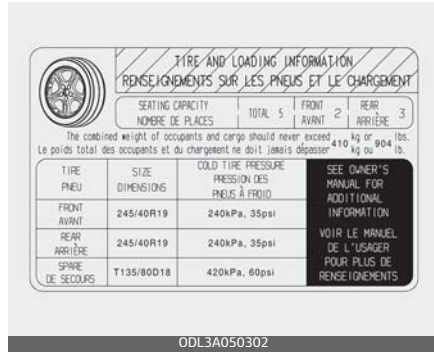 TIRE AND LOADING INFORMATION
RENSEIGNEMENTS SUR LES PNEUS ET LE CHARGEMENT
SEATING CAPACITY
NOMBRE DE PLACES
TOTAL 5
FRONT
AVANT
2
REAR
ARRIÈRE
3
The combined weight of occupants and cargo should never exceed 410 kg or 904 lbs.
Le poids total des occupants et du chargement ne doit jamais dépasser 410 kg ou 904 lb.
TIRE
PNEU
SIZE
DIMENSIONS
COLD TIRE PRESSURE
PRESSION DES
PNEUS À FROID
FRONT
AVANT
245/40R19
240kPa, 35psi
REAR
ARRIÈRE
245/40R19
240kPa, 35psi
SPARE
DE SECOURS
T135/80D18
420kPa, 60psi
SEE OWNER'S
MANUAL FOR
ADDITIONAL
INFORMATION
VOIR LE MANUEL
DE L'USAGER
POUR PLUS DE
RENSEIGNEMENTS
ODL3A050302